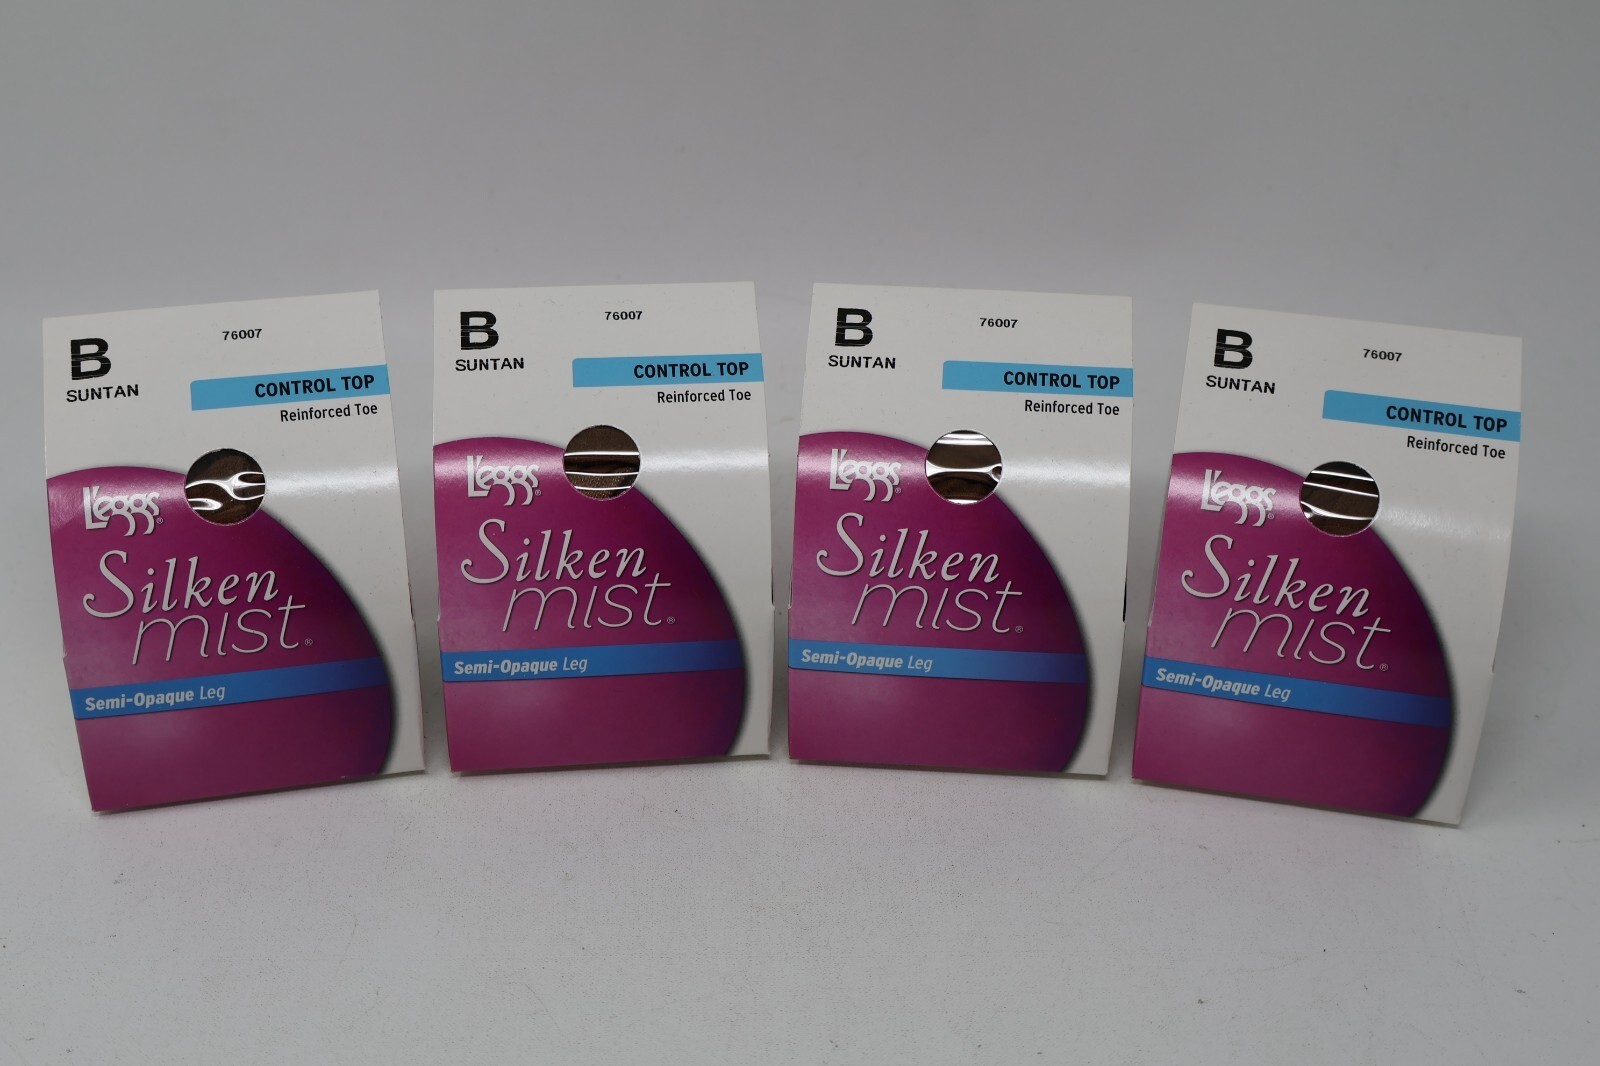 B
76007
SUNTAN
CONTROL TOP
Reinforced Toe
L'eggs®
Silken
mist®
Semi-Opaque Leg
B
76007
SUNTAN
CONTROL TOP
Reinforced Toe
L'eggs®
Silken
mist®
Semi-Opaque Leg
B
76007
SUNTAN
CONTROL TOP
Reinforced Toe
L'eggs®
Silken
mist®
Semi-Opaque Leg
B
76007
SUNTAN
CONTROL TOP
Reinforced Toe
L'eggs®
Silken
mist®
Semi-Opaque Leg